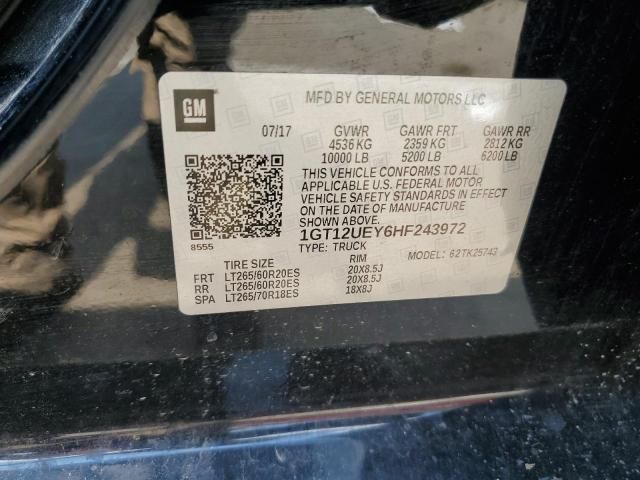 GM
MFD BY GENERAL MOTORS LLC
07/17 GVWR GAWR FRT GAWR RR
4536 KG 2359 KG 2812 KG
10000 LB 5200 LB 6200 LB
THIS VEHICLE CONFORMS TO ALL
APPLICABLE U.S. FEDERAL MOTOR
VEHICLE SAFETY STANDARDS IN EFFECT
ON THE DATE OF MANUFACTURE SHOWN ABOVE.
8555 1GT12UEY6HF243972
TYPE: TRUCK MODEL: 62TK25743
TIRE SIZE RIM
FRT LT265/60R20ES 20X8.5J
RR LT265/60R20ES 20X8.5J
SPA LT265/70R18ES 18X8J